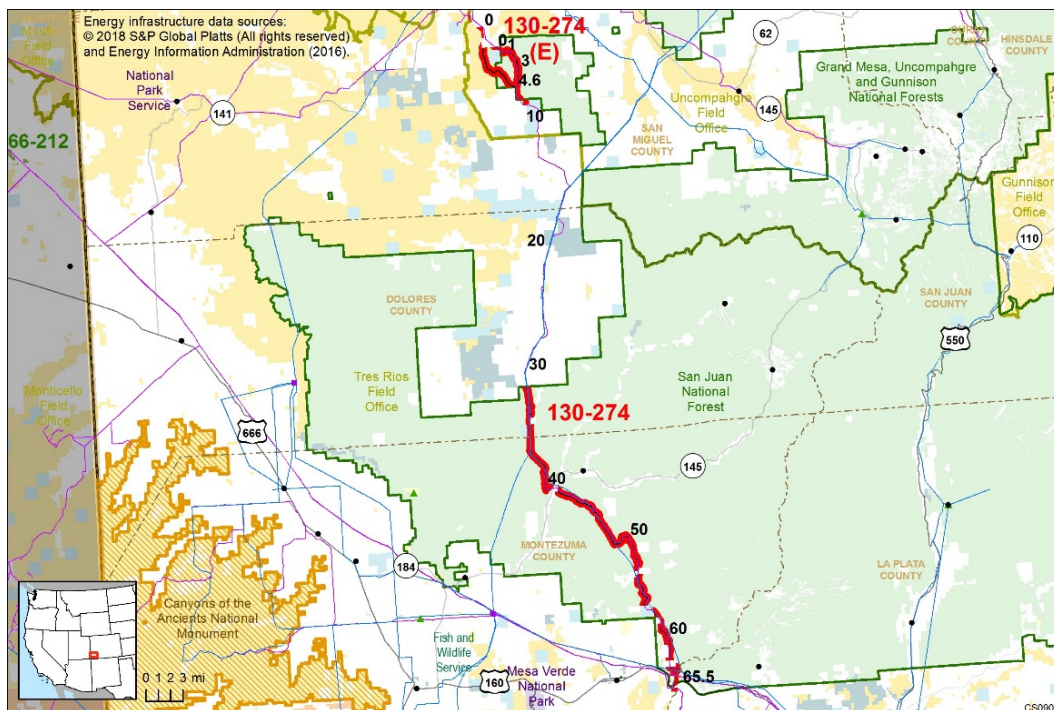 Energy infrastructure data sources:
© 2018 S&P Global Platts (All rights reserved)
and Energy Information Administration (2016).
Field
Office
National
Park
Service
141
66-212
0
130-274
(E)
0
1
3
4.6
10
62
COUNTY
HINSDALE
COUNTY
Grand Mesa, Uncompahgre
and Gunnison
National Forests
Uncompahgre
Field
Office
145
SAN
MIGUEL
COUNTY
Gunnison
Field
Office
110
20
DOLORES
COUNTY
SAN JUAN
COUNTY
550
30
Tres Rios
Field
Office
San Juan
National
Forest
Monticello
Field
Office
666
130-274
145
40
50
MONTEZUMA
COUNTY
LA PLATA
COUNTY
184
Canyons of the
Ancients National
Monument
60
Fish and
Wildlife
Service
Mesa Verde
National
Park
160
65.5
0 1 2 3 mi
CS090